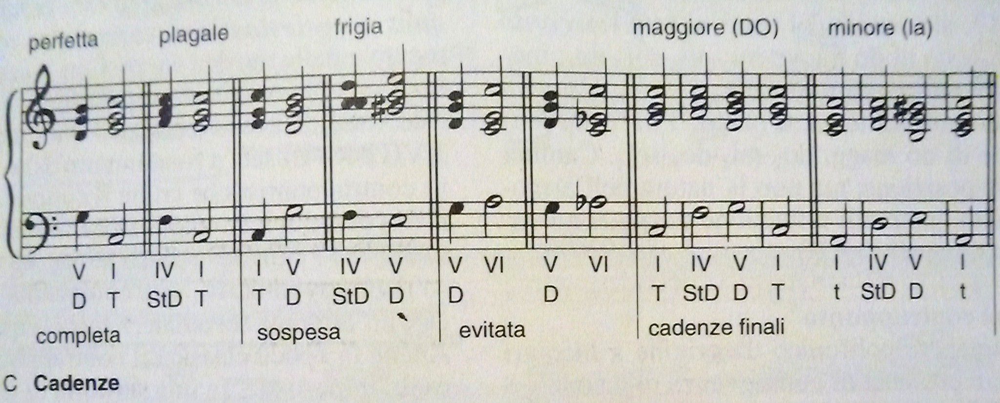 perfetta plagale frigia maggiore (DO) minore (la)
V I IV I I V IV V V VI V VI I IV V I I IV V I
D T StD T T D StD D D D T StD D T t StD D t
completa sospesa evitata cadenze finali
C Cadenze